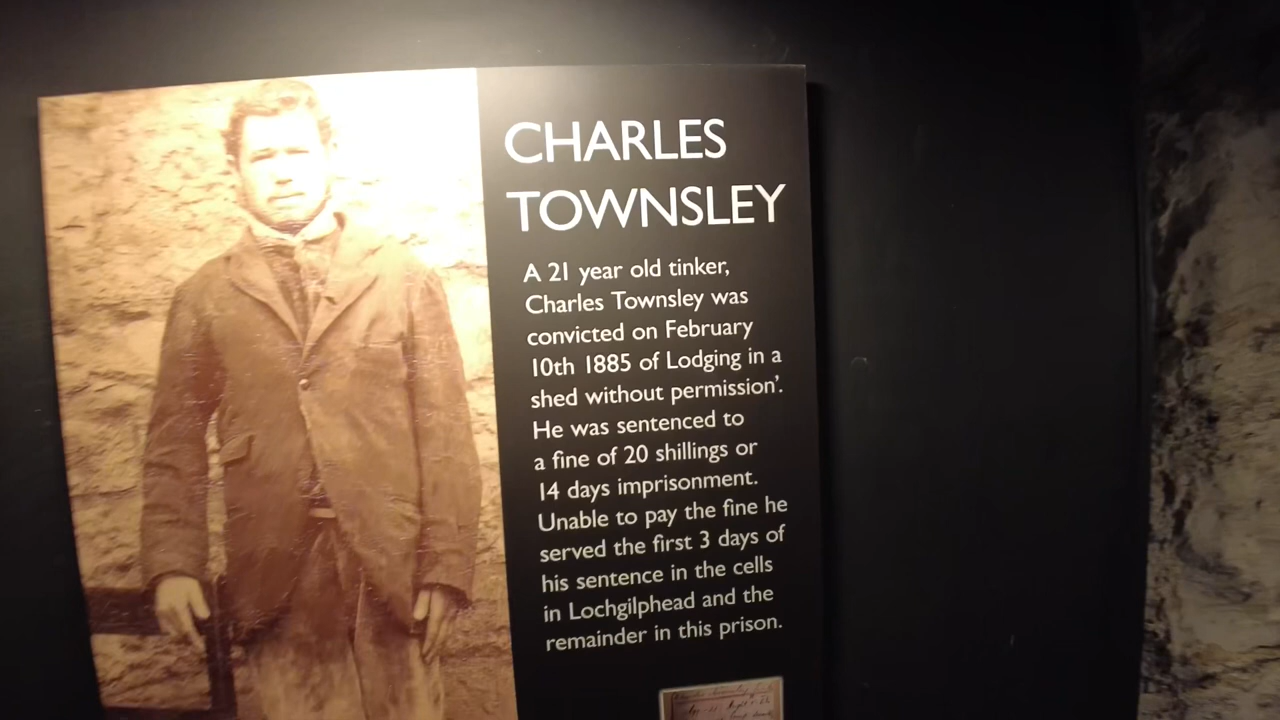 CHARLES
TOWNSLEY
A 21 year old tinker,
Charles Townsley was
convicted on February
10th 1885 of Lodging in a
shed without permission'.
He was sentenced to
a fine of 20 shillings or
14 days imprisonment.
Unable to pay the fine he
served the first 3 days of
his sentence in the cells
in Lochgilphead and the
remainder in this prison.